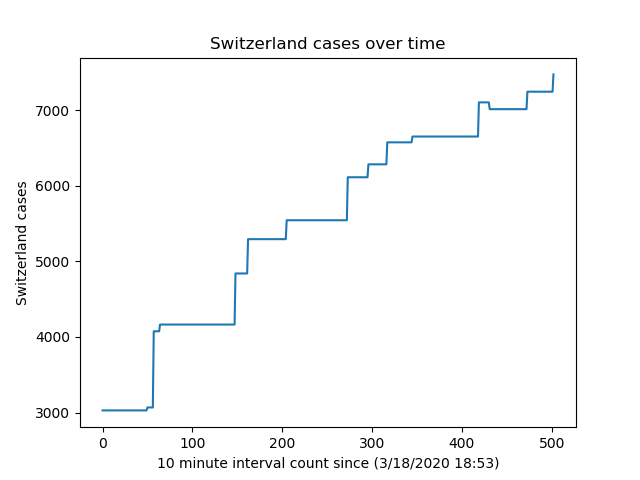 Switzerland cases over time
7000
6000
5000
4000
3000
Switzerland cases
0 100 200 300 400 500
10 minute interval count since (3/18/2020 18:53)